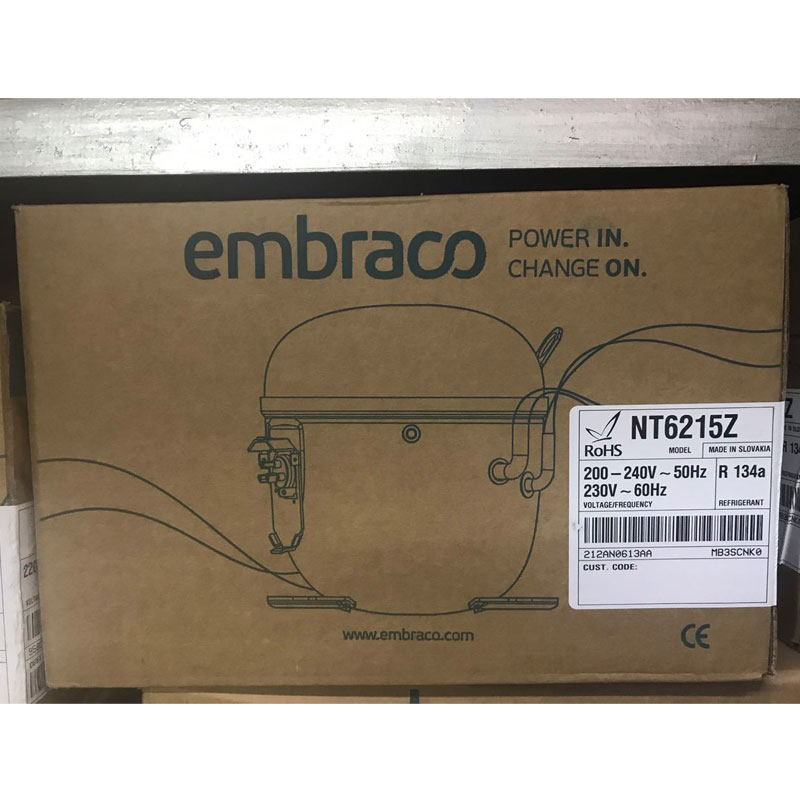 embraco
POWER IN.
CHANGE ON.
RoHS
NT6215Z
MODEL
MADE IN SLOVAKIA
200-240V~50Hz
230V~60Hz
VOLTAGE/FREQUENCY
R 134a
REFRIGERANT
212AN0613AA
MB3SCNK0
CUST. CODE:
www.embraco.com
CE